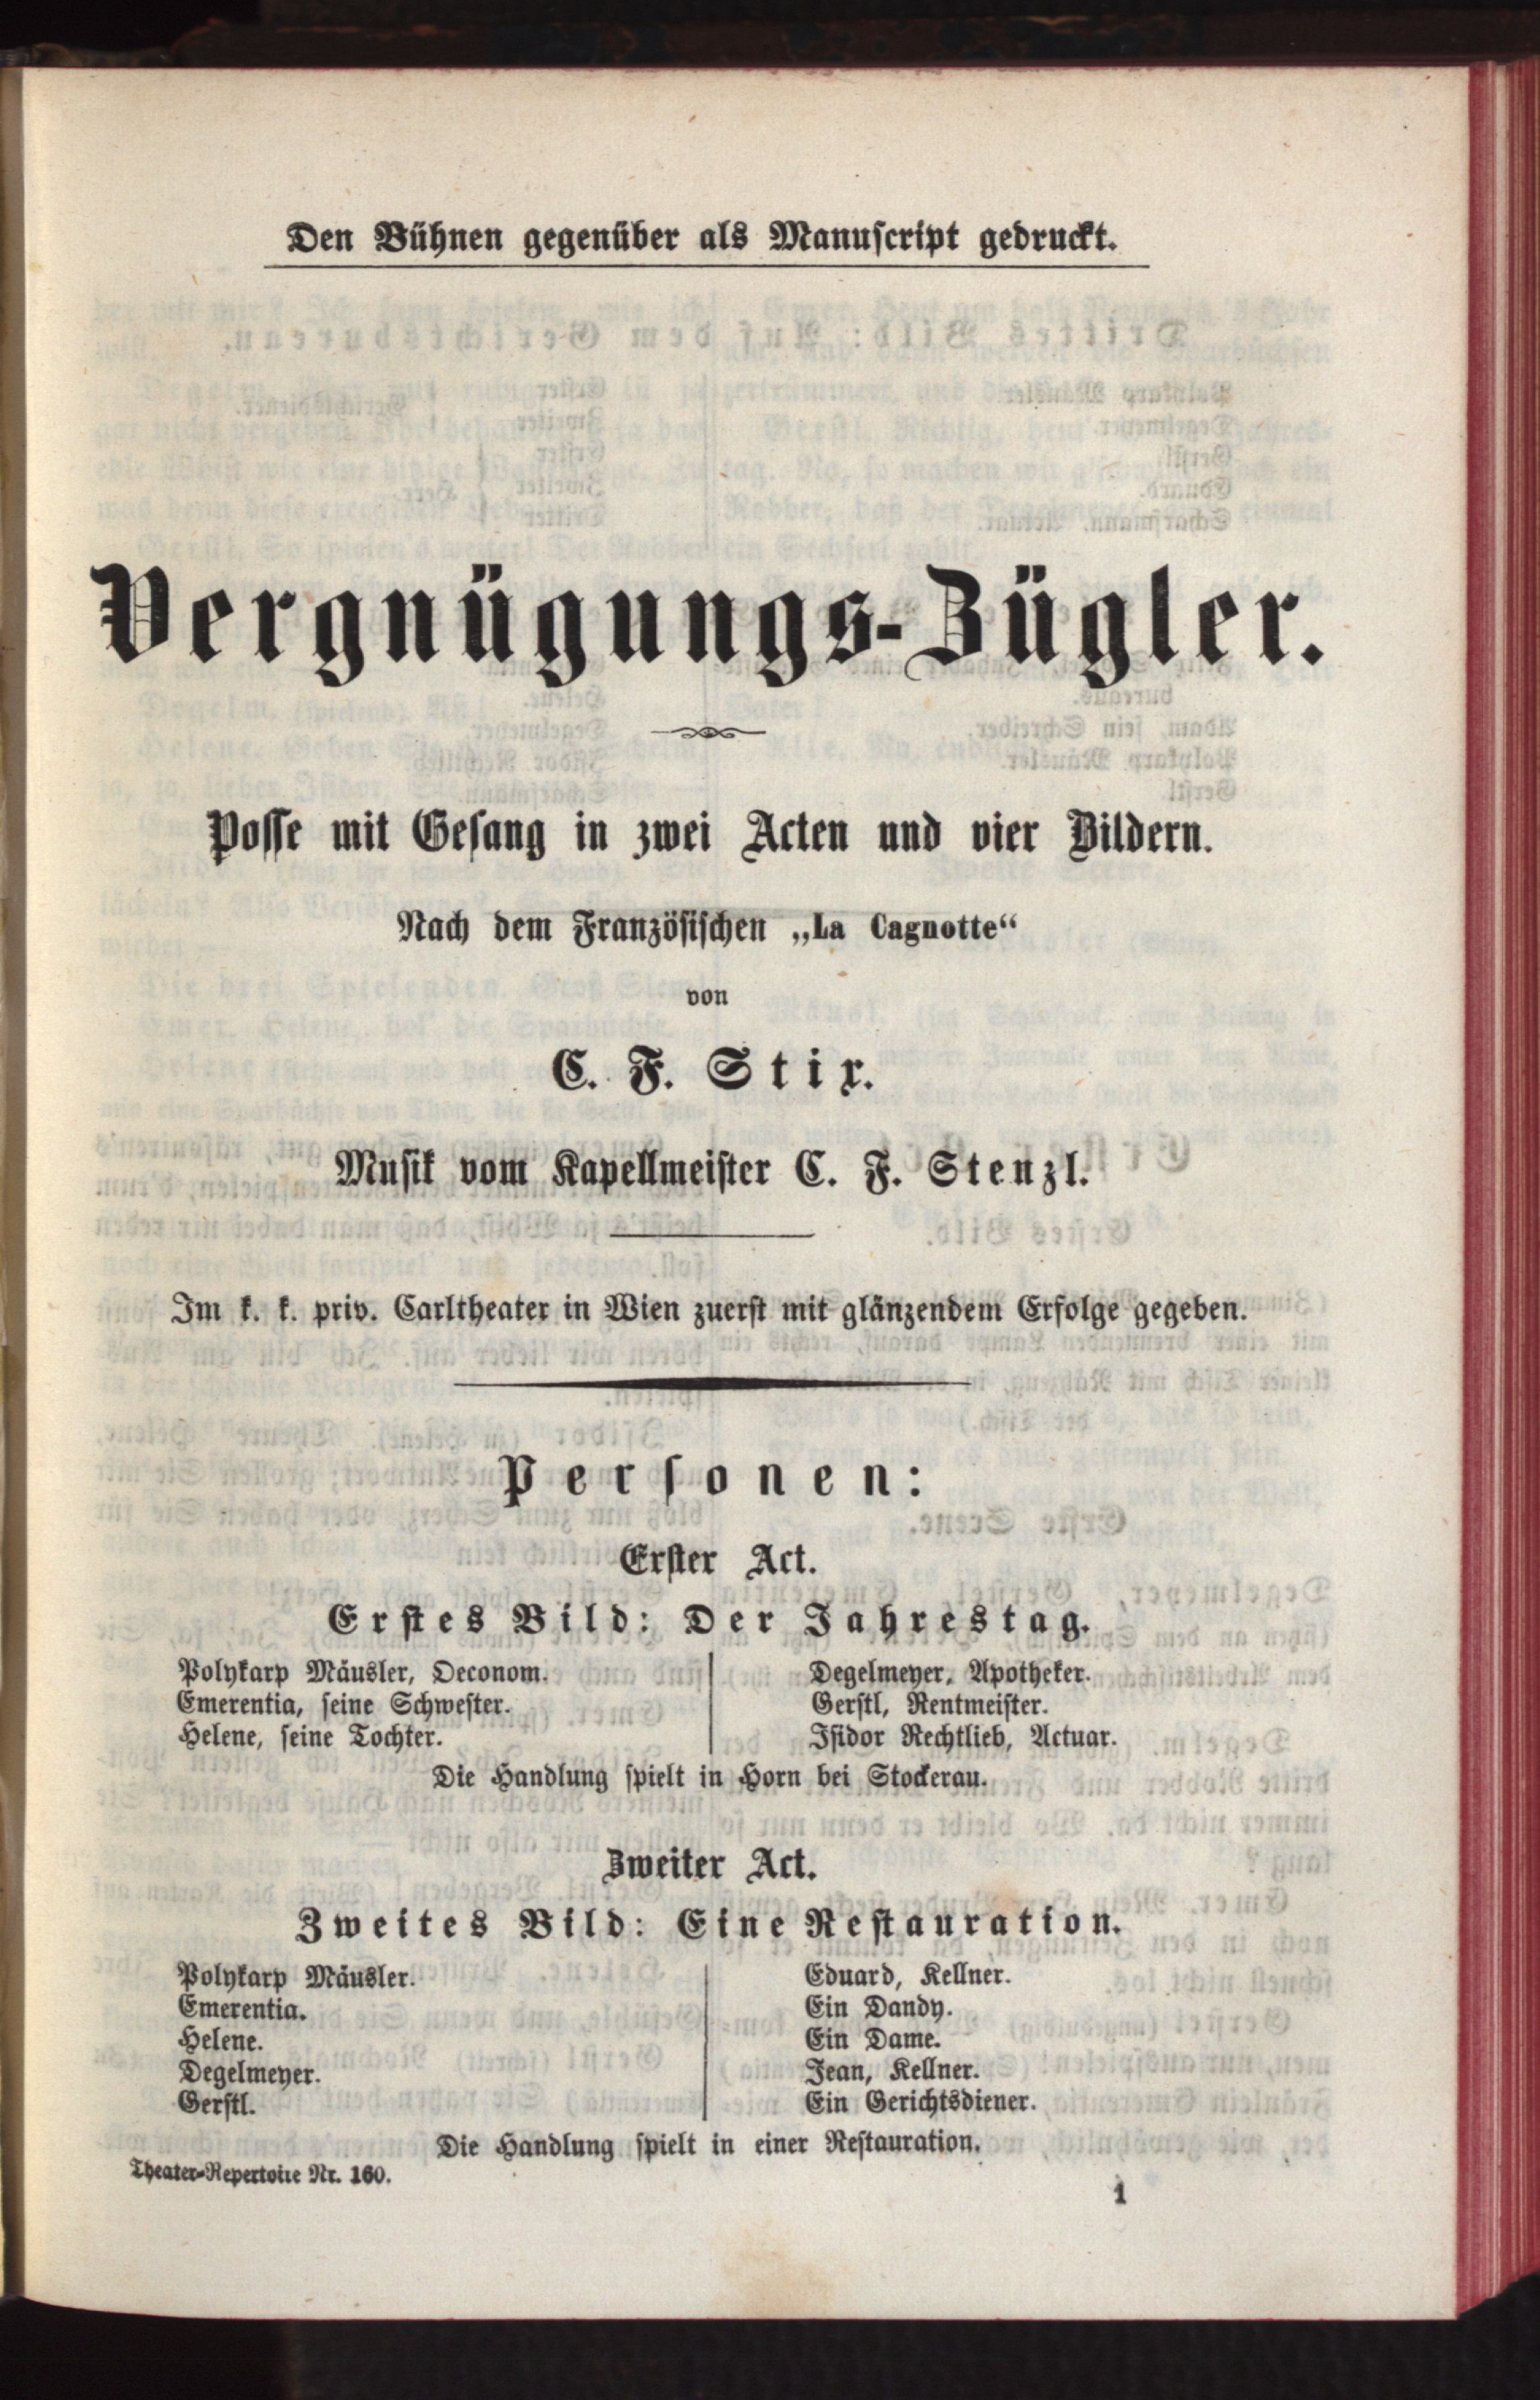 Den Bühnen gegenüber als Manuscript gedruckt.
Vergnügungs-Zügler.
Posse mit Gesang in zwei Acten und vier Bildern.
Nach dem Französischen „La Cagnotte“
von
C. F. Stix.
Musik vom Kapellmeister C. F. Stenzl.
Im k. k. priv. Carltheater in Wien zuerst mit glänzendem Erfolge gegeben.
Personen:
Erster Act.
Erstes Bild: Der Jahrestag.
Polykarp Mäusler, Oeconom.
Emerentia, seine Schwester.
Helene, seine Tochter.
Degelmeyer, Apotheker.
Gerstl, Rentmeister.
Isidor Rechtlieb, Actuar.
Die Handlung spielt in Horn bei Stockerau.
Zweiter Act.
Zweites Bild: Eine Restauration.
Polykarp Mäusler.
Emerentia.
Helene.
Degelmeyer.
Gerstl.
Eduard, Kellner.
Ein Dandy.
Ein Dame.
Jean, Kellner.
Ein Gerichtsdiener.
Die Handlung spielt in einer Restauration.
Theater-Repertoire Nr. 160.
1